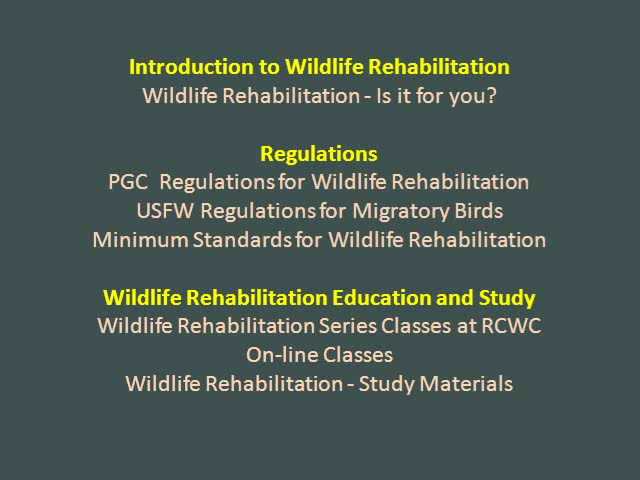 Introduction to Wildlife Rehabilitation
Wildlife Rehabilitation - Is it for you?
Regulations
PGC Regulations for Wildlife Rehabilitation
USFW Regulations for Migratory Birds
Minimum Standards for Wildlife Rehabilitation
Wildlife Rehabilitation Education and Study
Wildlife Rehabilitation Series Classes at RCWC
On-line Classes
Wildlife Rehabilitation - Study Materials